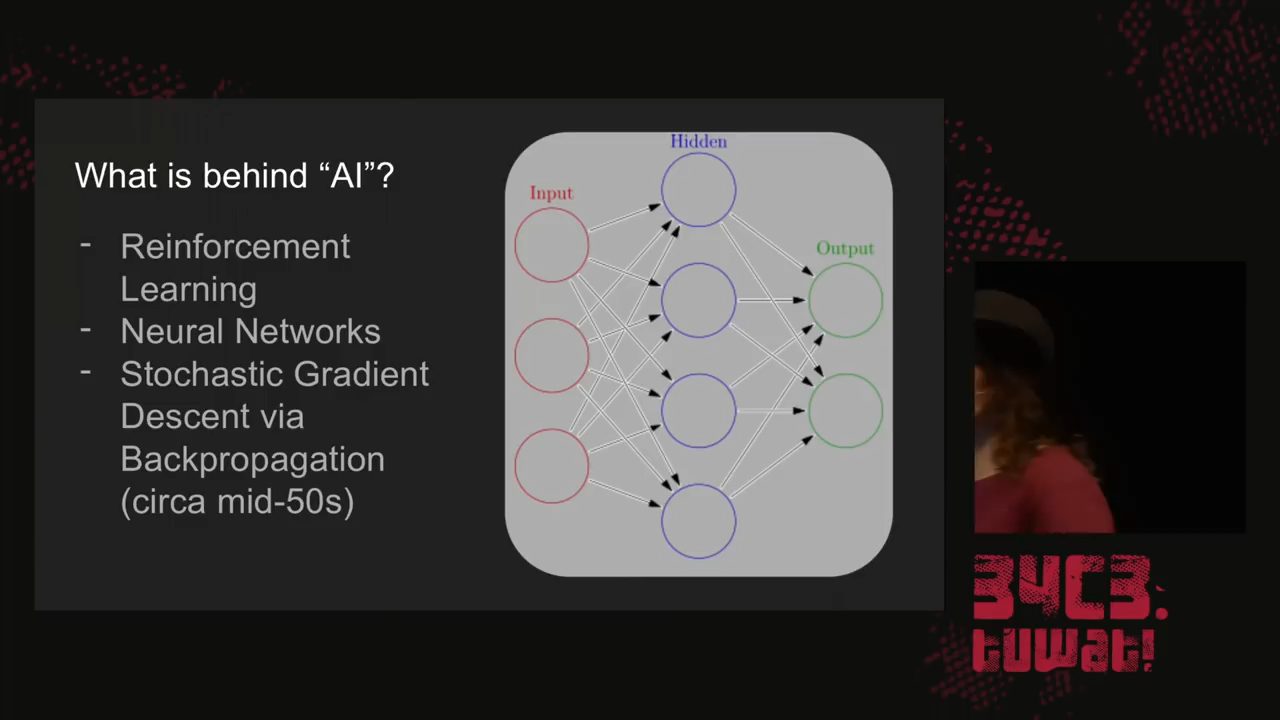 What is behind “AI”?
- Reinforcement
Learning
- Neural Networks
- Stochastic Gradient
Descent via
Backpropagation
(circa mid-50s)
Hidden
Input
Output
34C3.
tuwat!